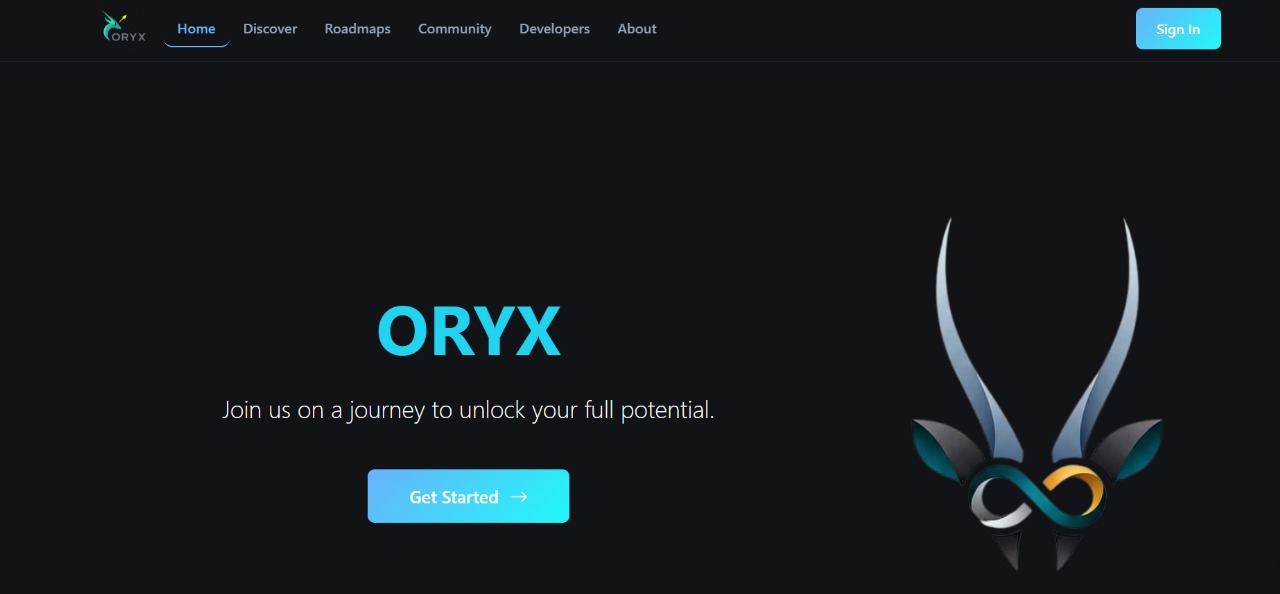 ORYX
Home
Discover
Roadmaps
Community
Developers
About
Sign In
ORYX
Join us on a journey to unlock your full potential.
Get Started →